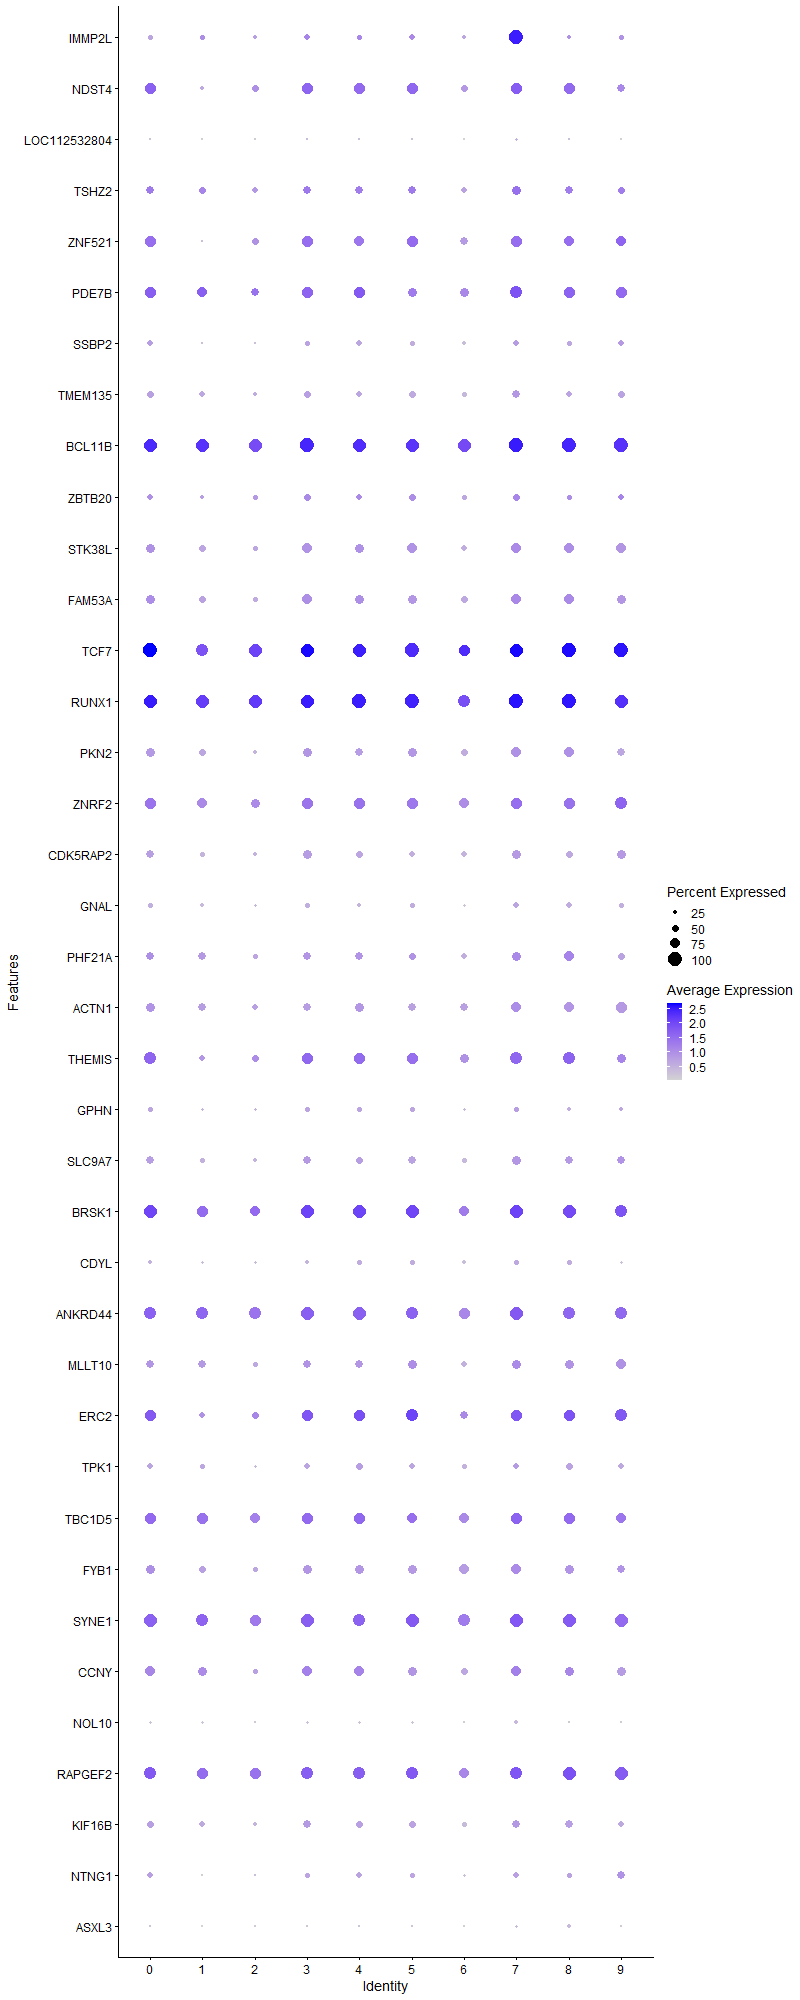 IMMP2L
NDST4
LOC112532804
TSHZ2
ZNF521
PDE7B
SSBP2
TMEM135
BCL11B
ZBTB20
STK38L
FAM53A
TCF7
RUNX1
PKN2
ZNRF2
CDK5RAP2
GNAL
PHF21A
ACTN1
THEMIS
GPHN
SLC9A7
BRSK1
CDYL
ANKRD44
MLLT10
ERC2
TPK1
TBC1D5
FYB1
SYNE1
CCNY
NOL10
RAPGEF2
KIF16B
NTNG1
ASXL3
Features
0 1 2 3 4 5 6 7 8 9
Identity
Percent Expressed
25
50
75
100
Average Expression
2.5
2.0
1.5
1.0
0.5